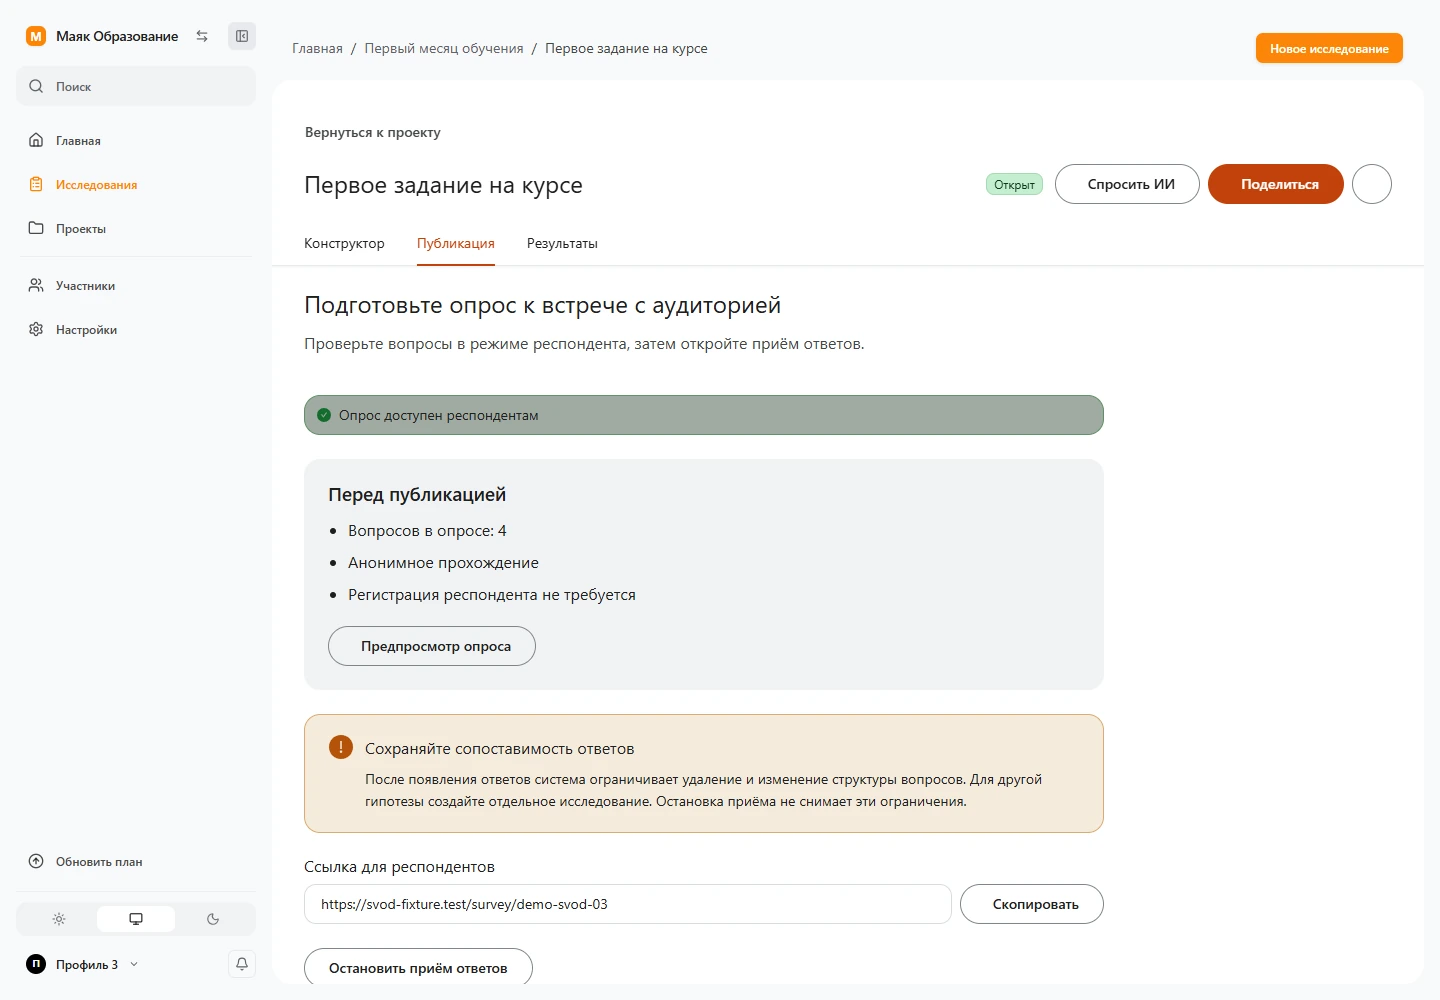 М Маяк Образование
Поиск
Главная
Исследования
Проекты
Участники
Настройки
Обновить план
П Профиль 3
Главная / Первый месяц обучения / Первое задание на курсе
Новое исследование
Вернуться к проекту
Первое задание на курсе
Открыт
Спросить ИИ
Поделиться
Конструктор
Публикация
Результаты
Подготовьте опрос к встрече с аудиторией
Проверьте вопросы в режиме респондента, затем откройте приём ответов.
Опрос доступен респондентам
Перед публикацией
• Вопросов в опросе: 4
• Анонимное прохождение
• Регистрация респондента не требуется
Предпросмотр опроса
Сохраняйте сопоставимость ответов
После появления ответов система ограничивает удаление и изменение структуры вопросов. Для другой
гипотезы создайте отдельное исследование. Остановка приёма не снимает эти ограничения.
Ссылка для респондентов
https://svod-fixture.test/survey/demo-svod-03
Скопировать
Остановить приём ответов